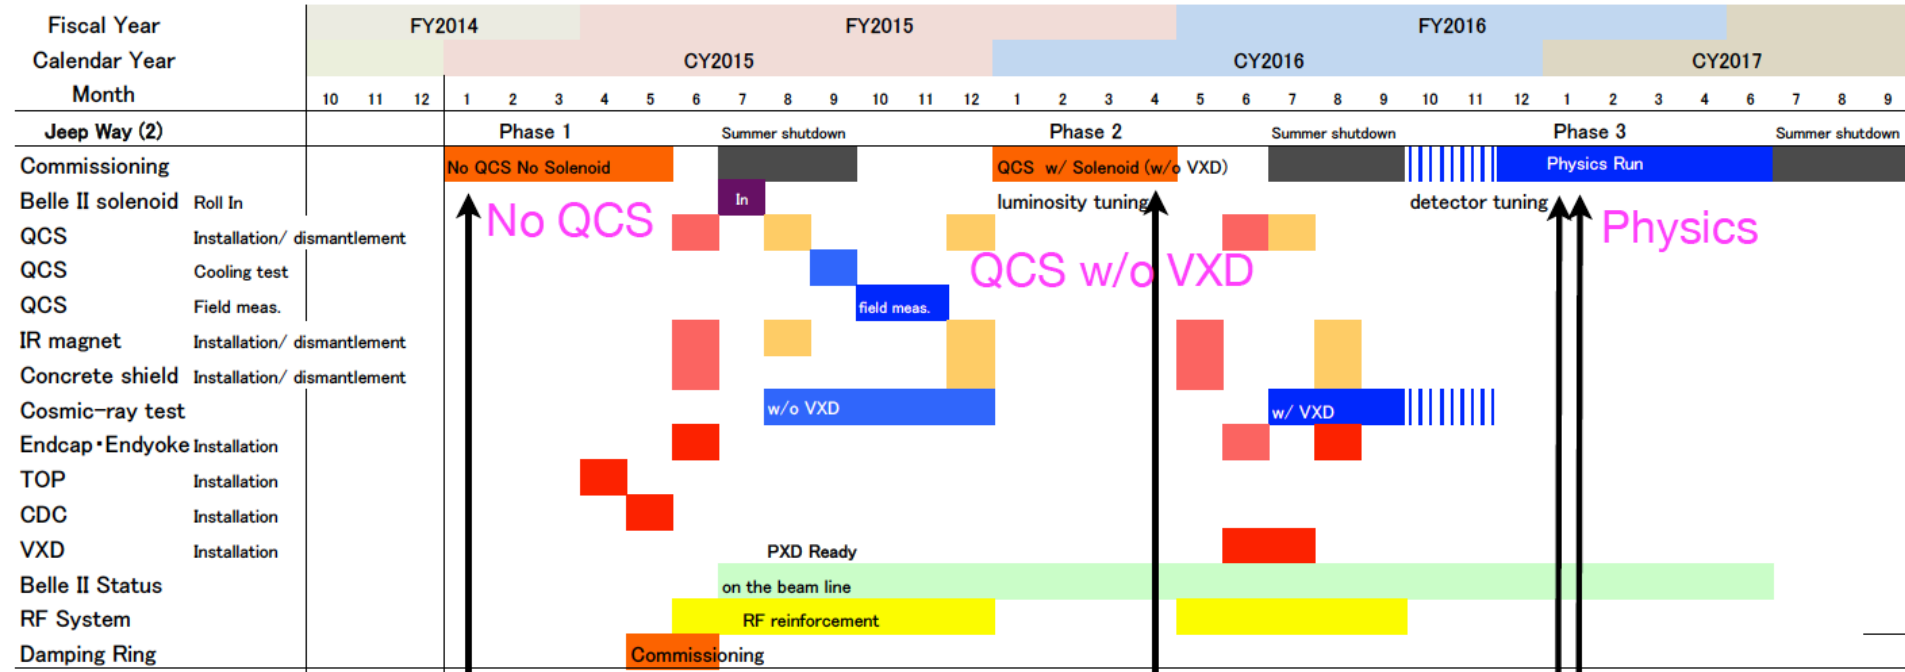 Fiscal Year FY2014 FY2015 FY2016
Calendar Year CY2015 CY2016 CY2017
Month 10 11 12 1 2 3 4 5 6 7 8 9 10 11 12 1 2 3 4 5 6 7 8 9 10 11 12 1 2 3 4 5 6 7 8 9
Jeep Way (2) Phase 1 Summer shutdown Phase 2 Summer shutdown Phase 3 Summer shutdown
Commissioning No QCS No Solenoid QCS w/ Solenoid (w/o VXD) Physics Run
Belle II solenoid Roll In In luminosity tuning detector tuning
No QCS Physics
QCS Installation/ dismantlement
QCS Cooling test QCS w/o VXD
QCS Field meas. field meas.
IR magnet Installation/ dismantlement
Concrete shield Installation/ dismantlement
Cosmic-ray test w/o VXD w/ VXD
Endcap・Endyoke Installation
TOP Installation
CDC Installation
VXD Installation PXD Ready
Belle II Status on the beam line
RF System RF reinforcement
Damping Ring Commissioning